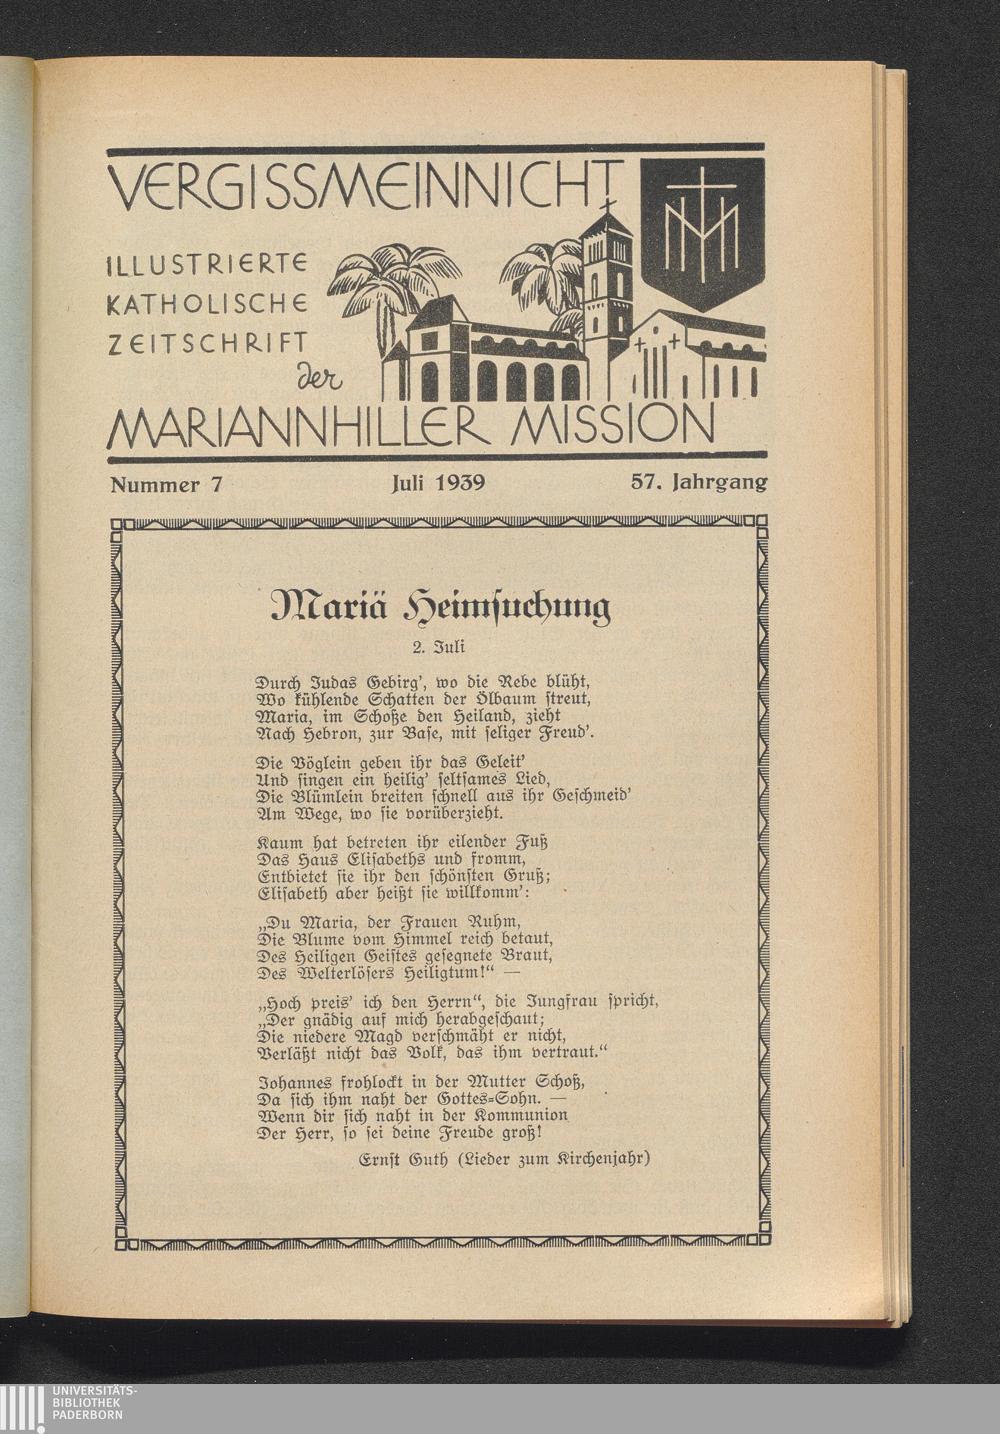 VERGISSMEINNICHT
ILLUSTRIERTE
KATHOLISCHE
ZEITSCHRIFT
der
MARIANNHILLER MISSION
Nummer 7 Juli 1939 57. Jahrgang
Mariä Heimsuchung
2. Juli
Durch Judas Gebirg', wo die Rebe blüht,
Wo kühlende Schatten der Ölbaum streut,
Maria, im Schoße den Heiland, zieht
Nach Hebron, zur Base, mit seliger Freud'.
Die Vöglein geben ihr das Geleit'
Und singen ein heilig' seltsames Lied,
Die Blümlein breiten schnell aus ihr Geschmeid'
Am Wege, wo sie vorüberzieht.
Kaum hat betreten ihr eilender Fuß
Das Haus Elisabeths und fromm,
Entbietet sie ihr den schönsten Gruß;
Elisabeth aber heißt sie willkomm':
„Du Maria, der Frauen Ruhm,
Die Blume vom Himmel reich betaut,
Des Heiligen Geistes gesegnete Braut,
Des Welterlösers Heiligtum!“ —
„Hoch preis' ich den Herrn“, die Jungfrau spricht,
„Der gnädig auf mich herabgeschaut;
Die niedere Magd verschmäht er nicht,
Verläßt nicht das Volk, das ihm vertraut.“
Johannes frohlockt in der Mutter Schoß,
Da sich ihm naht der Gottes-Sohn. —
Wenn dir sich naht in der Kommunion
Der Herr, so sei deine Freude groß!
Ernst Guth (Lieder zum Kirchenjahr)
UNIVERSITÄTS-
BIBLIOTHEK
PADERBORN